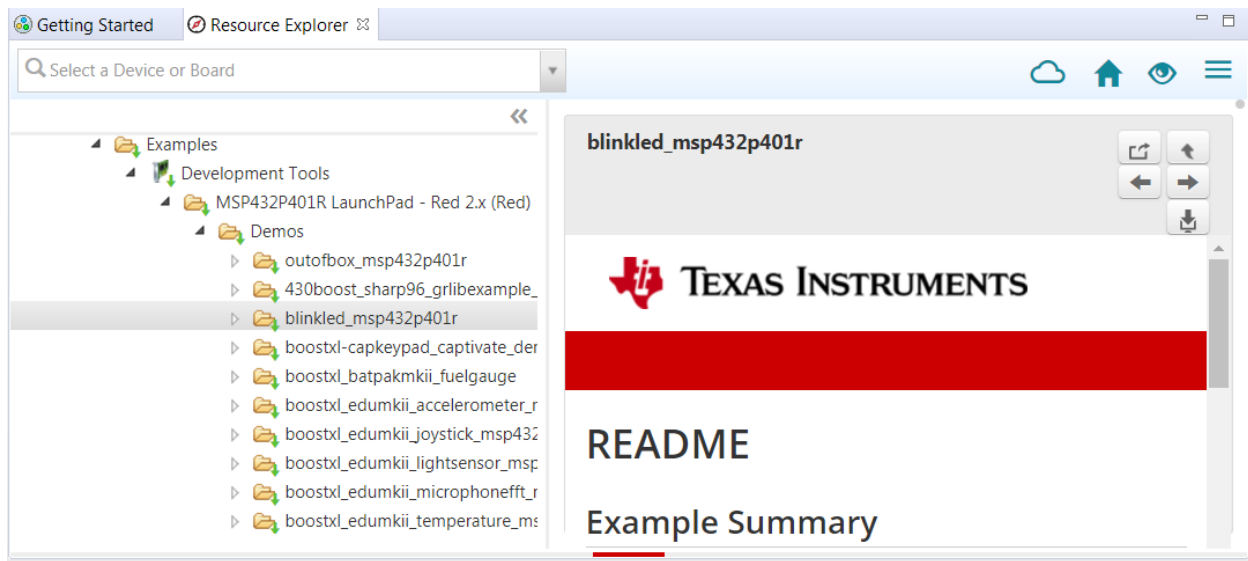 Getting Started
Resource Explorer
Select a Device or Board
Examples
Development Tools
MSP432P401R LaunchPad - Red 2.x (Red)
Demos
outofbox_msp432p401r
430boost_sharp96_grlibexample_
blinkled_msp432p401r
boostxl-capkeypad_captivate_der
boostxl_batpakmkii_fuelgauge
boostxl_edumkii_accelerometer_r
boostxl_edumkii_joystick_msp432
boostxl_edumkii_lightsensor_msp
boostxl_edumkii_microphonefft_r
boostxl_edumkii_temperature_ms
blinkled_msp432p401r
TEXAS INSTRUMENTS
README
Example Summary